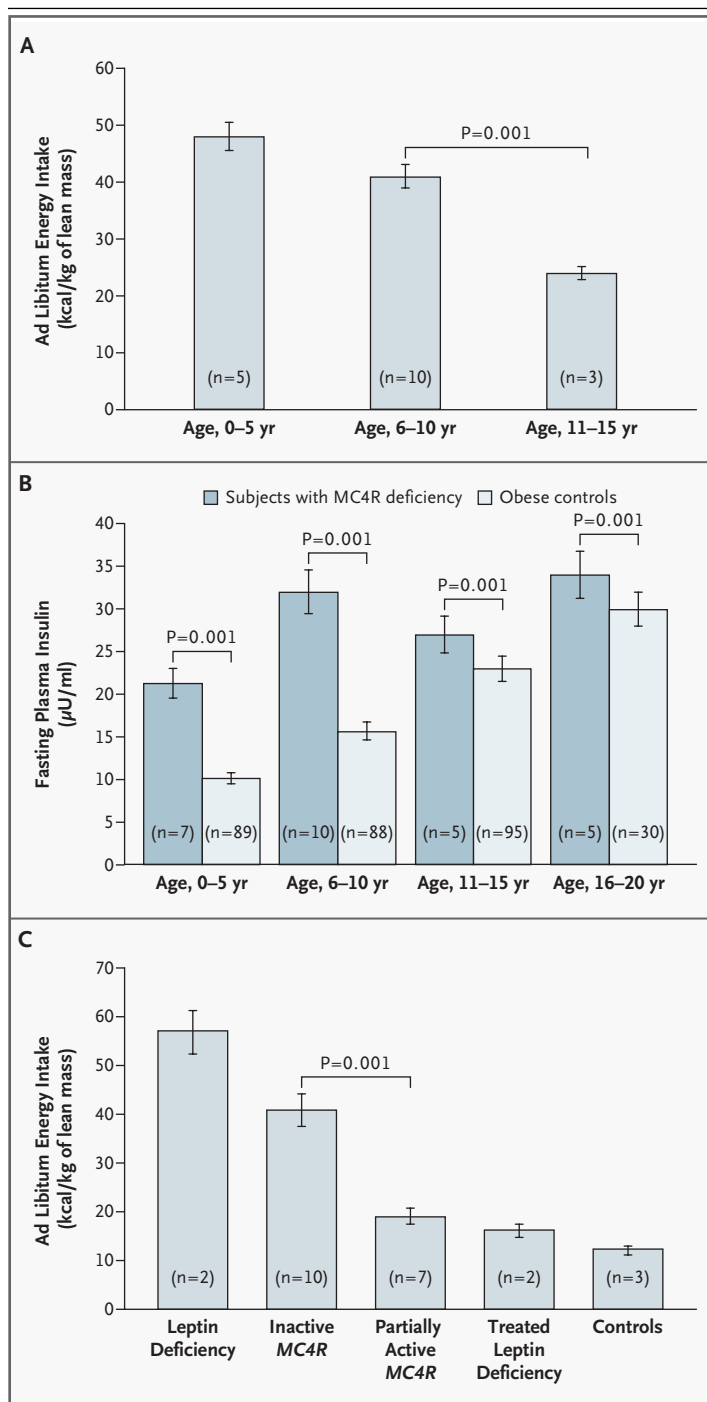 A
Ad Libitum Energy Intake
(kcal/kg of lean mass)
60
50
40
30
20
10
0
P=0.001
(n=5)
(n=10)
(n=3)
Age, 0–5 yr
Age, 6–10 yr
Age, 11–15 yr
B
Subjects with MC4R deficiency
Obese controls
Fasting Plasma Insulin
(µU/ml)
40
35
30
25
20
15
10
5
0
P=0.001
P=0.001
P=0.001
P=0.001
(n=7)
(n=89)
(n=10)
(n=88)
(n=5)
(n=95)
(n=5)
(n=30)
Age, 0–5 yr
Age, 6–10 yr
Age, 11–15 yr
Age, 16–20 yr
C
Ad Libitum Energy Intake
(kcal/kg of lean mass)
70
60
50
40
30
20
10
0
P=0.001
(n=2)
(n=10)
(n=7)
(n=2)
(n=3)
Leptin
Deficiency
Inactive
MC4R
Partially
Active
MC4R
Treated
Leptin
Deficiency
Controls